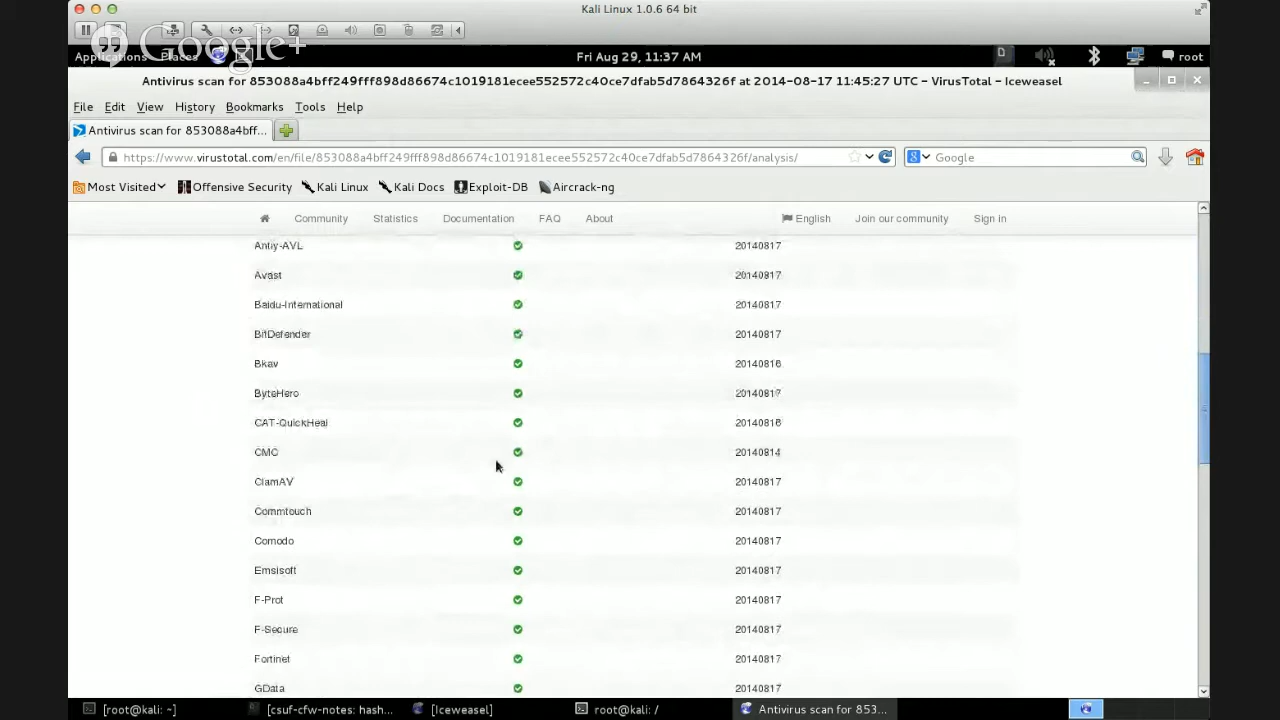 Kali Linux 1.0.6 64 bit
Google+
Applications Places
Fri Aug 29, 11:37 AM
root
Antivirus scan for 853088a4bff249fff898d86674c1019181ecee552572c40ce7dfab5d7864326f at 2014-08-17 11:45:27 UTC - VirusTotal - Iceweasel
File Edit View History Bookmarks Tools Help
Antivirus scan for 853088a4bff...
https://www.virustotal.com/en/file/853088a4bff249fff898d86674c1019181ecee552572c40ce7dfab5d7864326f/analysis/
Google
Most Visited Offensive Security Kali Linux Kali Docs Exploit-DB Aircrack-ng
Community Statistics Documentation FAQ About English Join our community Sign in
Antiy-AVL 20140817
Avast 20140817
Baidu-International 20140817
BitDefender 20140817
Bkav 20140816
ByteHero 20140817
CAT-QuickHeal 20140816
CMC 20140814
ClamAV 20140817
Commtouch 20140817
Comodo 20140817
Emsisoft 20140817
F-Prot 20140817
F-Secure 20140817
Fortinet 20140817
GData 20140817
[root@kali: ~] [csuf-cfw-notes: hash... [Iceweasel] root@kali: / Antivirus scan for 853...